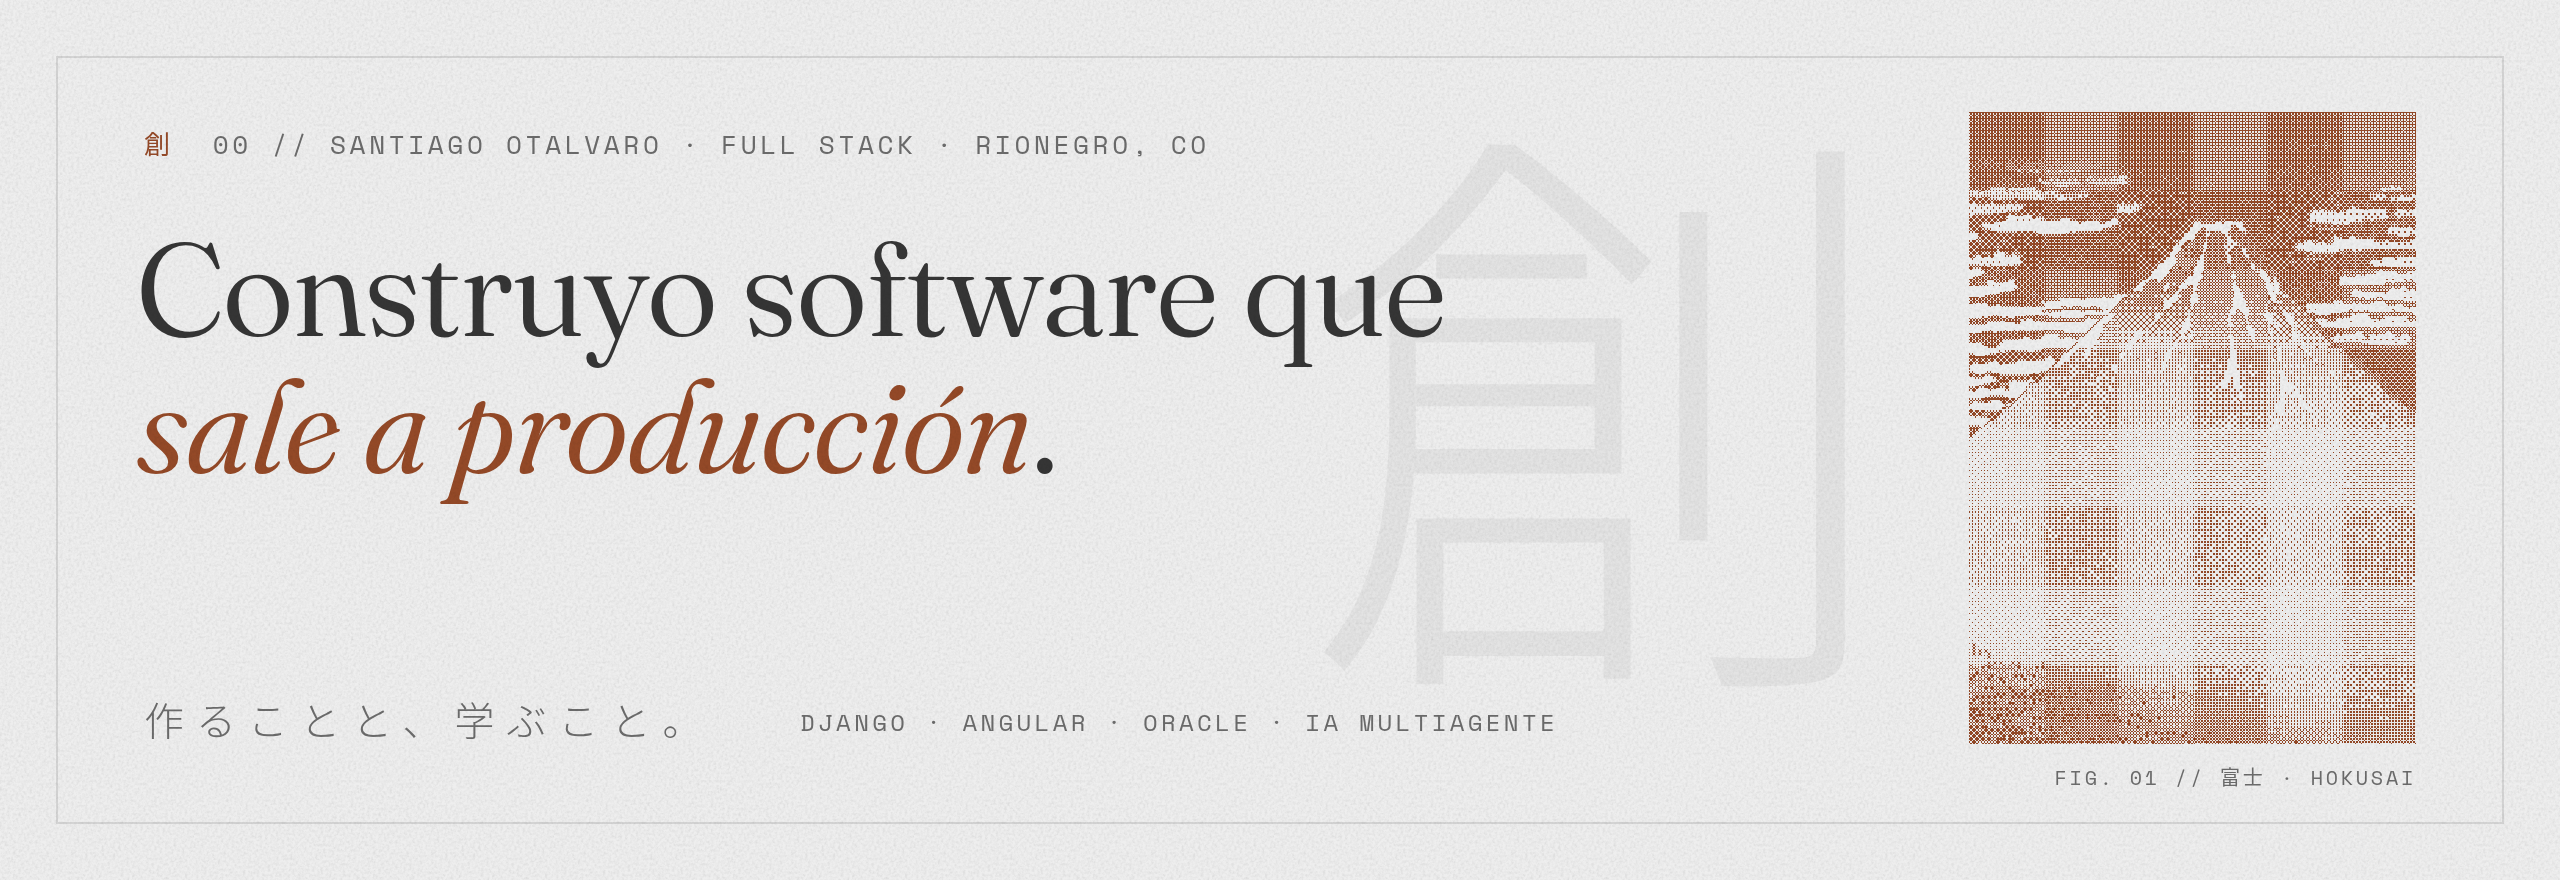 創 00 // SANTIAGO OTALVARO · FULL STACK · RIONEGRO, CO
Construyo software que
sale a producción.
創
作ることと、学ぶこと。 DJANGO · ANGULAR · ORACLE · IA MULTIAGENTE
FIG. 01 // 富士 · HOKUSAI